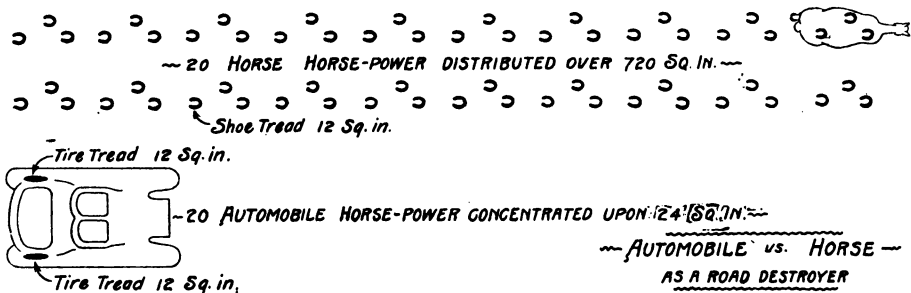 ~20 HORSE HORSE-POWER DISTRIBUTED OVER 720 SQ. IN.~
Shoe Tread 12 Sq. in.
Tire Tread 12 Sq. in.
~20 AUTOMOBILE HORSE-POWER CONCENTRATED UPON 24 SQ. IN.~
~AUTOMOBILE vs. HORSE~
AS A ROAD DESTROYER
Tire Tread 12 Sq. in.